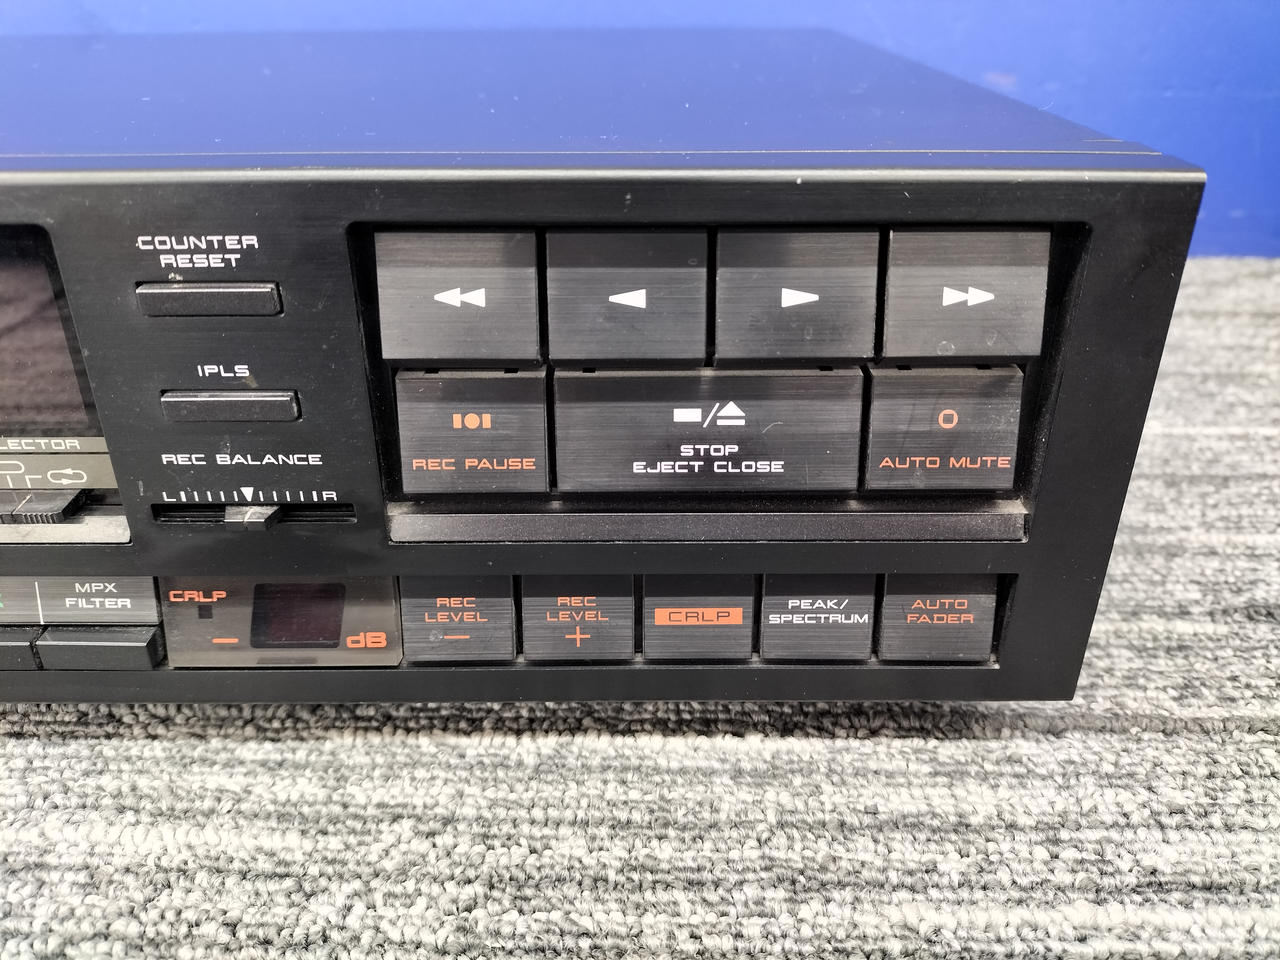 COUNTER
RESET
IPLS
REC BALANCE
L R
LECTOR
REC PAUSE
STOP
EJECT CLOSE
AUTO MUTE
MPX
FILTER
CRLP
dB
REC
LEVEL
−
REC
LEVEL
+
CRLP
PEAK/
SPECTRUM
AUTO
FADER